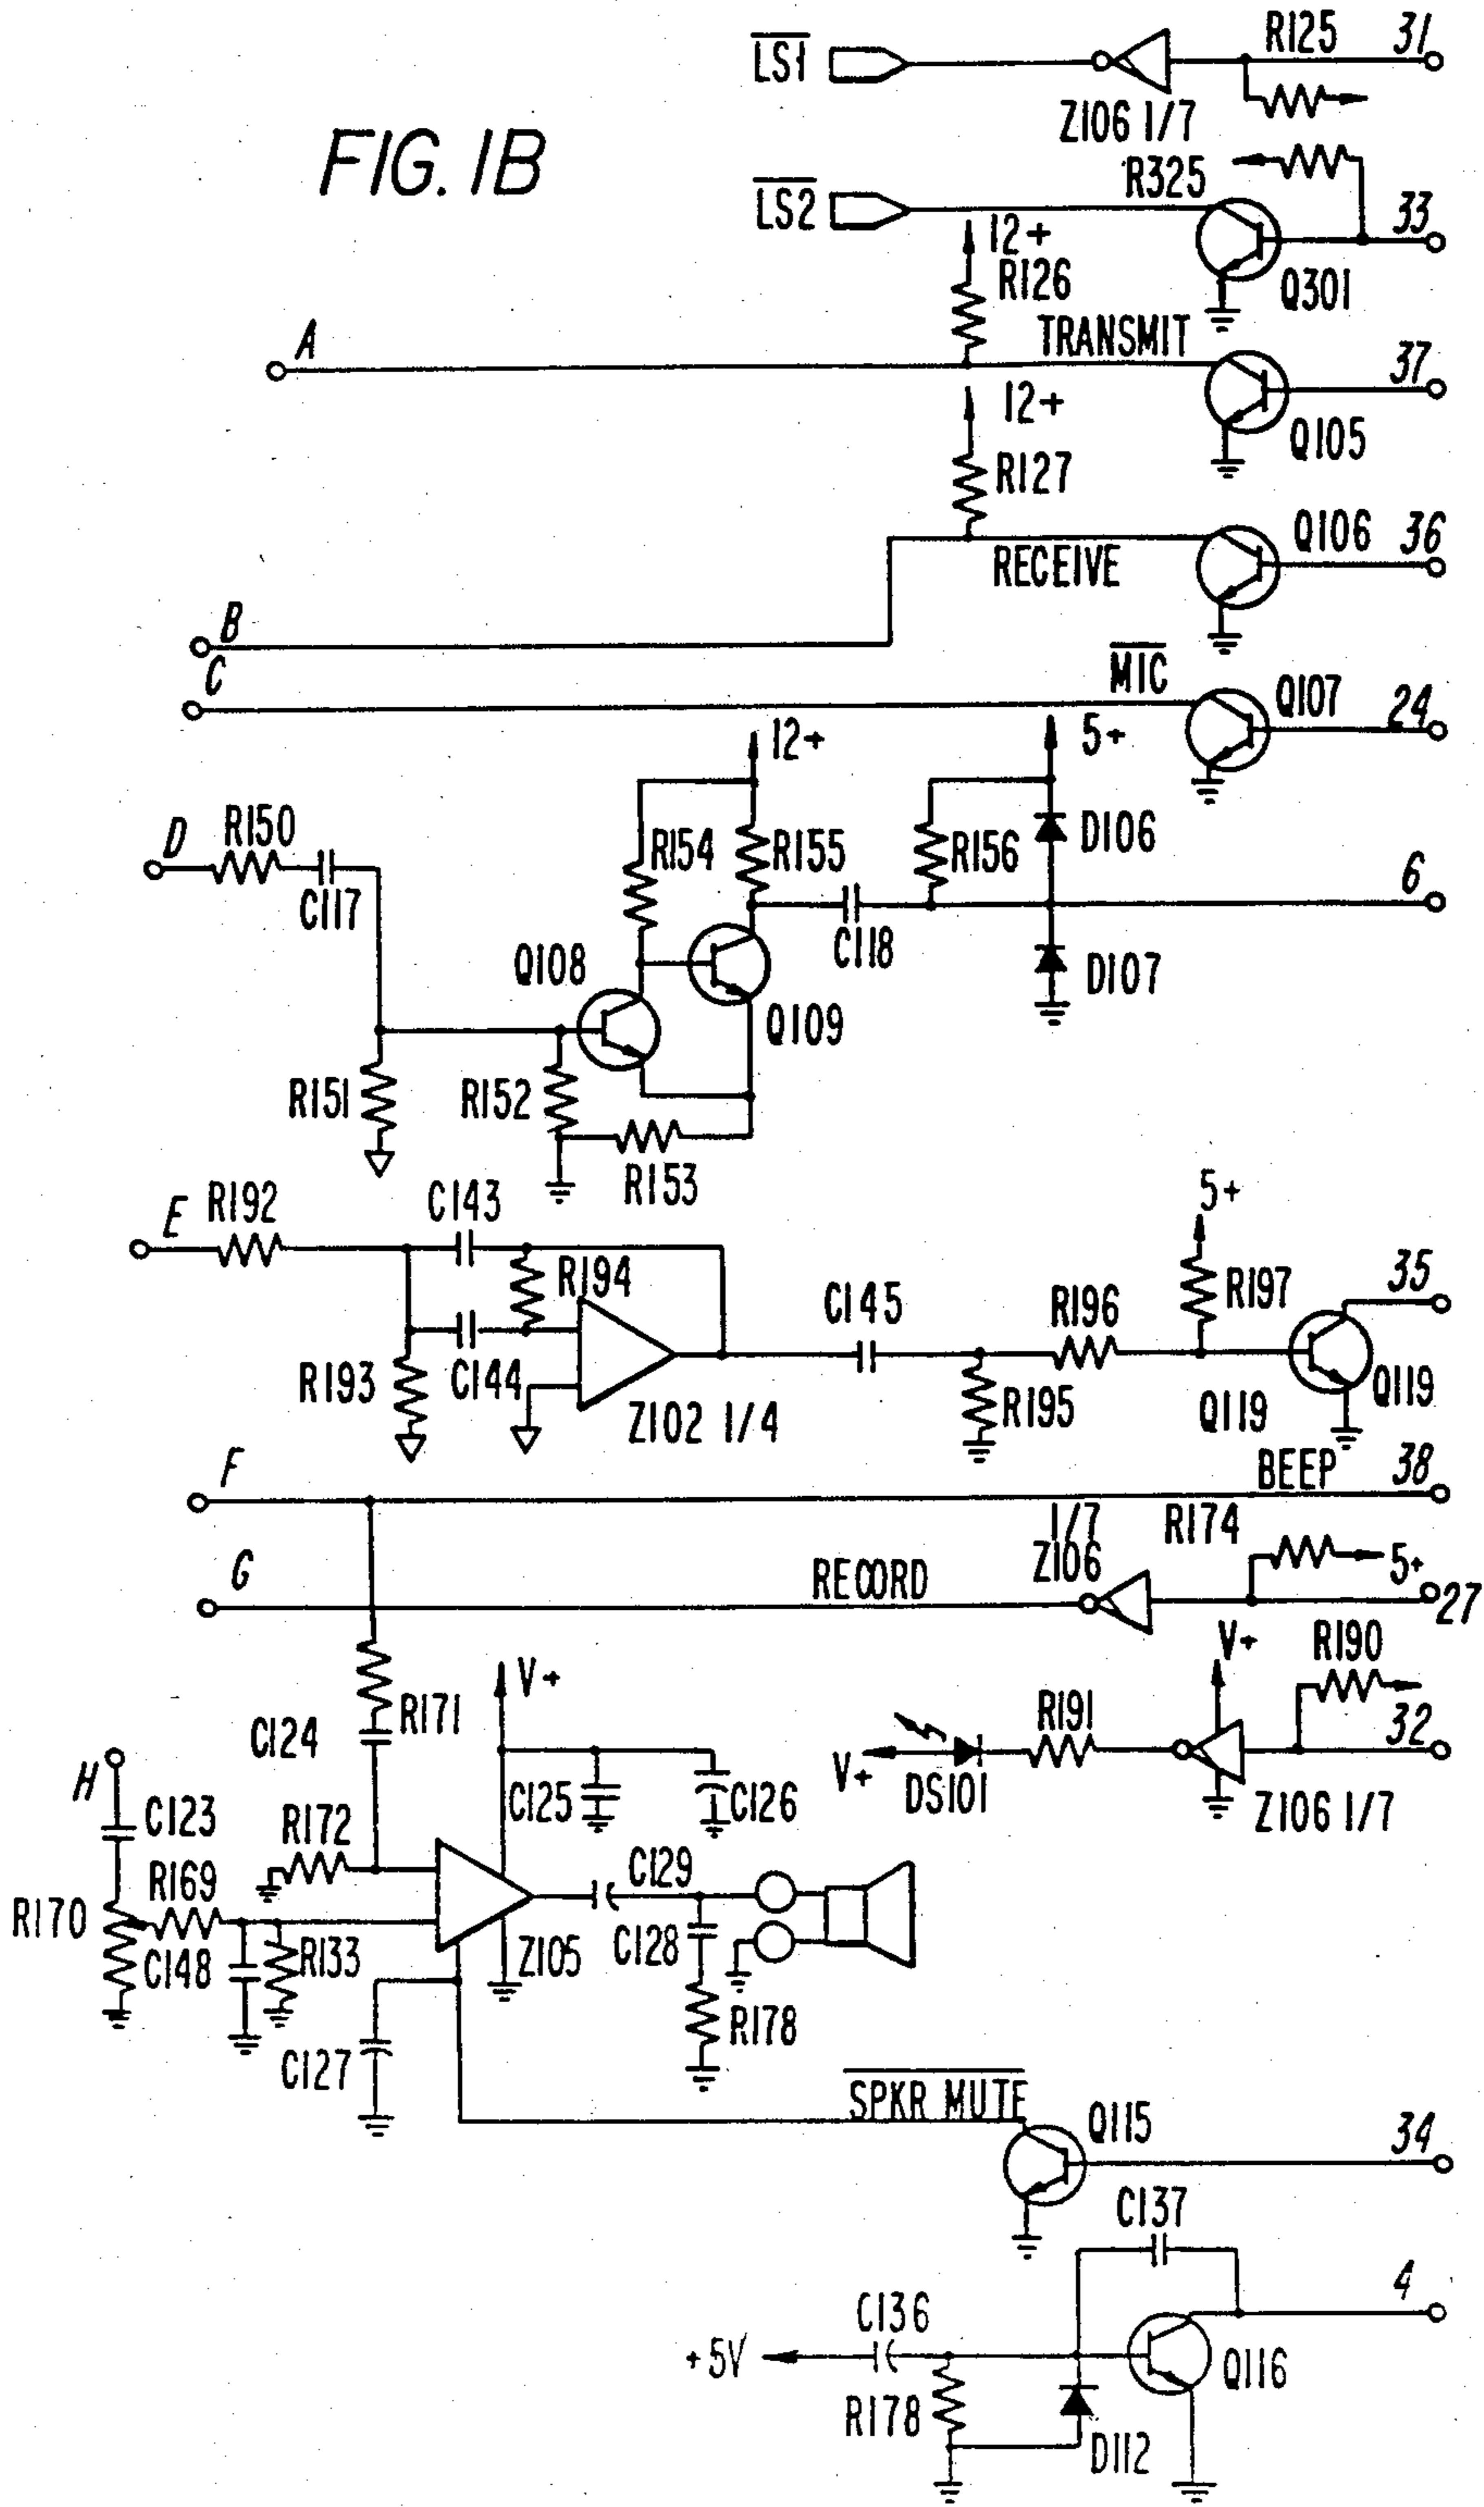 LS1
R125
31
Z106 1/7
FIG. 1B
LS2
R325
33
12+
R126
Q301
A
TRANSMIT
37
12+
Q105
R127
Q106
36
RECEIVE
B
C
MIC
Q107
24
12+
5+
D
R150
R154
R155
R156
D106
6
C117
C118
Q108
D107
Q109
R151
R152
R153
E
R192
C143
5+
R194
R197
35
C145
R196
R193
C144
Z102 1/4
R195
Q119
Q119
F
BEEP
38
1/7
Z106
R174
G
RECORD
5+
27
V+
R190
V+
R171
C124
R191
32
H
V+
DS101
C125
C126
Z106 1/7
C123
R172
R169
C129
R170
C148
R133
Z105
C128
R178
C127
SPKR MUTE
Q115
34
C137
4
C136
+5V
Q116
R178
D112